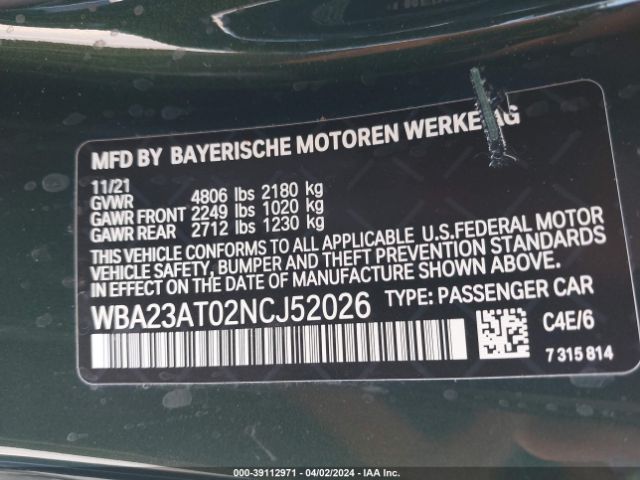 MFD BY BAYERISCHE MOTOREN WERKE AG
11/21
GVWR 4806 lbs 2180 kg
GAWR FRONT 2249 lbs 1020 kg
GAWR REAR 2712 lbs 1230 kg
THIS VEHICLE CONFORMS TO ALL APPLICABLE U.S.FEDERAL MOTOR
VEHICLE SAFETY, BUMPER AND THEFT PREVENTION STANDARDS
IN EFFECT ON THE DATE OF MANUFACTURE SHOWN ABOVE.
WBA23AT02NCJ52026 TYPE: PASSENGER CAR
C4E/6
7 315 814
000-39112971 - 04/02/2024 - IAA Inc.